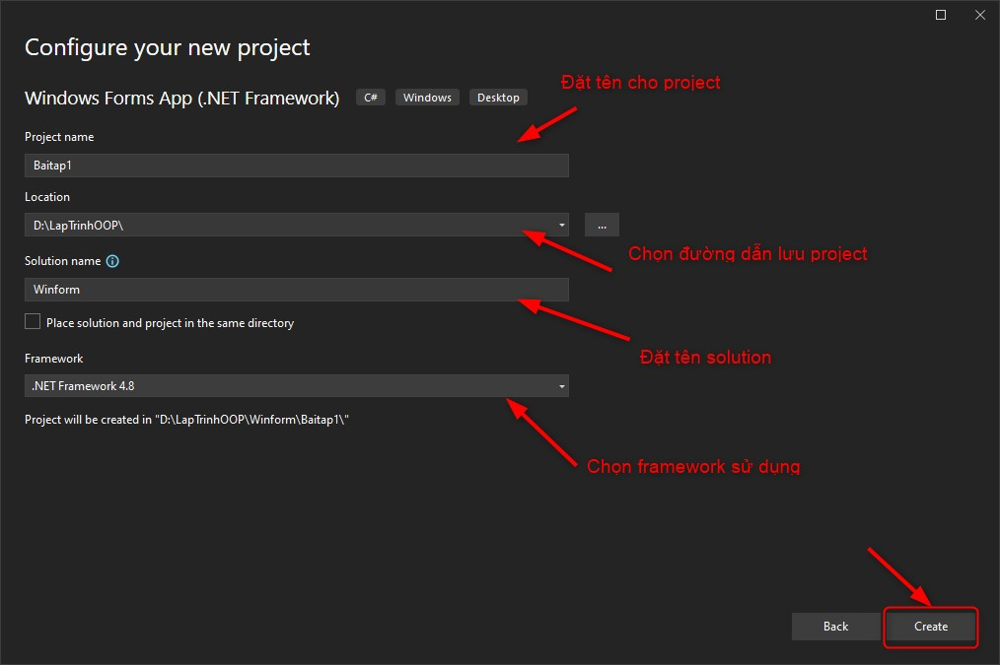 Configure your new project
Windows Forms App (.NET Framework) C# Windows Desktop
Đặt tên cho project
Project name
Baitap1
Location
D:\LapTrinhOOP\ ...
Chọn đường dẫn lưu project
Solution name
Winform
Place solution and project in the same directory
Đặt tên solution
Framework
.NET Framework 4.8
Project will be created in "D:\LapTrinhOOP\Winform\Baitap1\"
Chọn framework sử dụng
Back Create